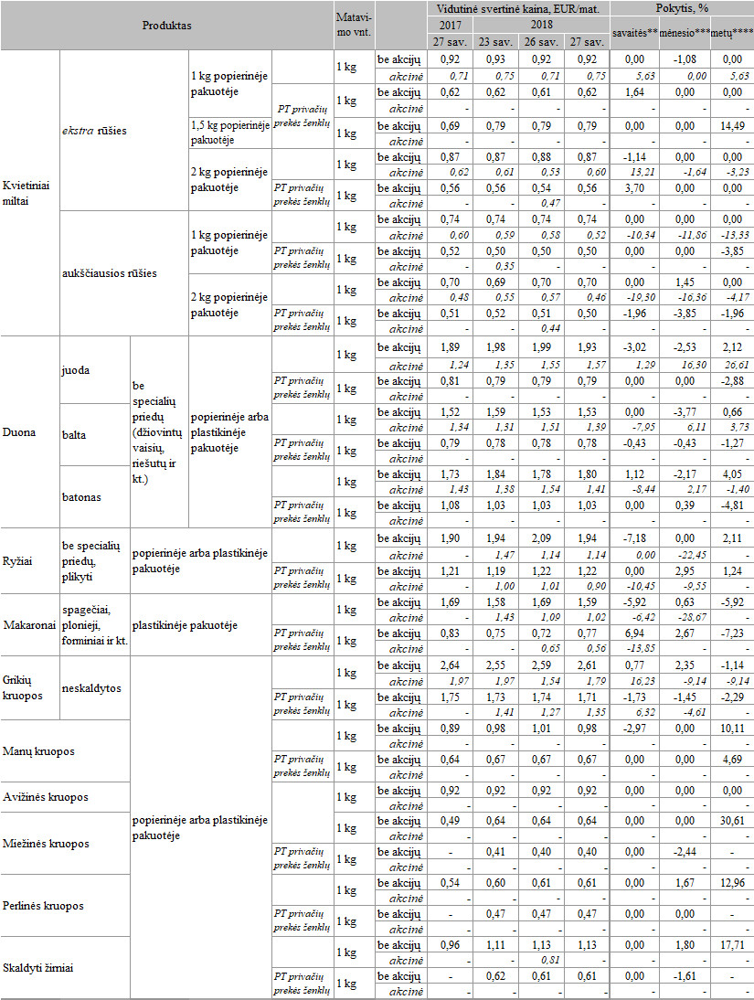 Produktas Matavi- Vidutinė svertinė kaina, EUR/mat. Pokytis, %
mo vnt. 2017 2018 savaitės** mėnesio*** metų****
27 sav. 23 sav. 26 sav. 27 sav.
Kvietiniai miltai
ekstra rūšies
1 kg popierinėje pakuotėje
1 kg be akcijų 0,92 0,93 0,92 0,92 0,00 -1,08 0,00
akcinė 0,71 0,75 0,71 0,75 5,63 0,00 5,63
PT privačių prekės ženklų
1 kg be akcijų 0,62 0,62 0,61 0,62 1,64 0,00 0,00
akcinė - - - - - - -
1,5 kg popierinėje pakuotėje
1 kg be akcijų 0,69 0,79 0,79 0,79 0,00 0,00 14,49
akcinė - - - - - - -
2 kg popierinėje pakuotėje
1 kg be akcijų 0,87 0,87 0,88 0,87 -1,14 0,00 0,00
akcinė 0,62 0,61 0,53 0,60 13,21 -1,64 -3,23
PT privačių prekės ženklų
1 kg be akcijų 0,56 0,56 0,54 0,56 3,70 0,00 0,00
akcinė - - 0,47 - - - -
aukščiausios rūšies
1 kg popierinėje pakuotėje
1 kg be akcijų 0,74 0,74 0,74 0,74 0,00 0,00 0,00
akcinė 0,60 0,59 0,58 0,52 -10,34 -11,86 -13,33
PT privačių prekės ženklų
1 kg be akcijų 0,52 0,50 0,50 0,50 0,00 0,00 -3,85
akcinė - 0,35 - - - - -
2 kg popierinėje pakuotėje
1 kg be akcijų 0,70 0,69 0,70 0,70 0,00 1,45 0,00
akcinė 0,48 0,55 0,57 0,46 -19,30 -16,36 -4,17
PT privačių prekės ženklų
1 kg be akcijų 0,51 0,52 0,51 0,50 -1,96 -3,85 -1,96
akcinė - - 0,44 - - - -
Duona
juoda
be specialių priedų (džiovintų vaisių, riešutų ir kt.)
popierinėje arba plastikinėje pakuotėje
1 kg be akcijų 1,89 1,98 1,99 1,93 -3,02 -2,53 2,12
akcinė 1,24 1,35 1,55 1,57 1,29 16,30 26,61
PT privačių prekės ženklų
1 kg be akcijų 0,81 0,79 0,79 0,79 0,00 0,00 -2,88
akcinė - - - - - - -
balta
1 kg be akcijų 1,52 1,59 1,53 1,53 0,00 -3,77 0,66
akcinė 1,34 1,31 1,51 1,39 -7,95 6,11 3,73
PT privačių prekės ženklų
1 kg be akcijų 0,79 0,78 0,78 0,78 -0,43 -0,43 -1,27
akcinė - - - - - - -
batonas
1 kg be akcijų 1,73 1,84 1,78 1,80 1,12 -2,17 4,05
akcinė 1,43 1,38 1,54 1,41 -8,44 2,17 -1,40
PT privačių prekės ženklų
1 kg be akcijų 1,08 1,03 1,03 1,03 0,00 0,39 -4,81
akcinė - - - - - - -
Ryžiai
be specialių priedų, plikyti
popierinėje arba plastikinėje pakuotėje
1 kg be akcijų 1,90 1,94 2,09 1,94 -7,18 0,00 2,11
akcinė - 1,47 1,14 1,14 0,00 -22,45 -
PT privačių prekės ženklų
1 kg be akcijų 1,21 1,19 1,22 1,22 0,00 2,95 1,24
akcinė - 1,00 1,01 0,90 -10,45 -9,55 -
Makaronai
spagečiai, plonieji, forminiai ir kt.
plastikinėje pakuotėje
1 kg be akcijų 1,69 1,58 1,69 1,59 -5,92 0,63 -5,92
akcinė - 1,43 1,09 1,02 -6,42 -28,67 -
PT privačių prekės ženklų
1 kg be akcijų 0,83 0,75 0,72 0,77 6,94 2,67 -7,23
akcinė - - 0,65 0,56 -13,85 - -
Grikių kruopos
neskaldytos
popierinėje arba plastikinėje pakuotėje
1 kg be akcijų 2,64 2,55 2,59 2,61 0,77 2,35 -1,14
akcinė 1,97 1,97 1,54 1,79 16,23 -9,14 -9,14
PT privačių prekės ženklų
1 kg be akcijų 1,75 1,73 1,74 1,71 -1,73 -1,45 -2,29
akcinė - 1,41 1,27 1,35 6,32 -4,61 -
Manų kruopos
1 kg be akcijų 0,89 0,98 1,01 0,98 -2,97 0,00 10,11
akcinė - - - - - - -
PT privačių prekės ženklų
1 kg be akcijų 0,64 0,67 0,67 0,67 0,00 0,00 4,69
akcinė - - - - - - -
Avižinės kruopos
1 kg be akcijų 0,92 0,92 0,92 0,92 0,00 0,00 0,00
akcinė - - - - - - -
Miežinės kruopos
1 kg be akcijų 0,49 0,64 0,64 0,64 0,00 0,00 30,61
akcinė - - - - - - -
PT privačių prekės ženklų
1 kg be akcijų - 0,41 0,40 0,40 0,00 -2,44 -
akcinė - - - - - - -
Perlinės kruopos
1 kg be akcijų 0,54 0,60 0,61 0,61 0,00 1,67 12,96
akcinė - - - - - - -
PT privačių prekės ženklų
1 kg be akcijų - 0,47 0,47 0,47 0,00 0,00 -
akcinė - - - - - - -
Skaldyti žirniai
1 kg be akcijų 0,96 1,11 1,13 1,13 0,00 1,80 17,71
akcinė - - 0,81 - - - -
PT privačių prekės ženklų
1 kg be akcijų - 0,62 0,61 0,61 0,00 -1,61 -
akcinė - - - - - - -